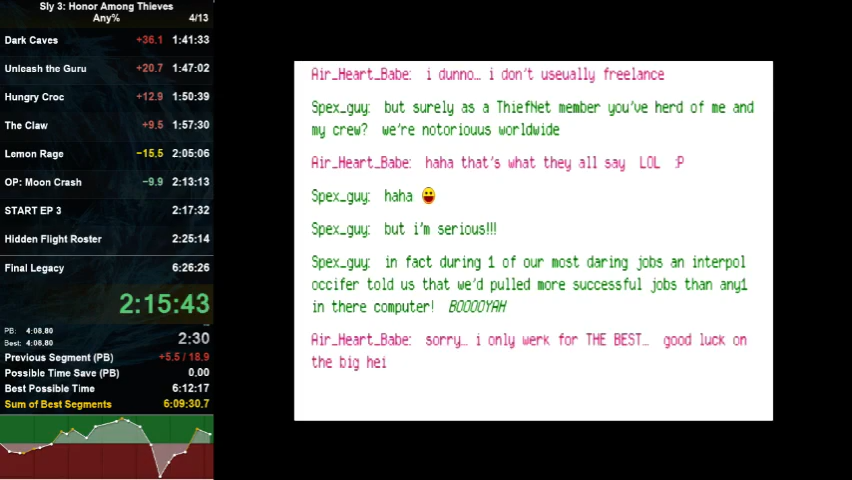 Sly 3: Honor Among Thieves
Any% 4/13
Dark Caves +36.1 1:41:33
Unleash the Guru +20.7 1:47:02
Hungry Croc +12.9 1:50:39
The Claw +9.5 1:57:30
Lemon Rage -15.5 2:05:06
OP: Moon Crash -9.9 2:13:13
START EP 3 2:17:32
Hidden Flight Roster 2:25:14
Final Legacy 6:26:26
2:15:43
PB: 4:08.80
Best: 4:08.80
2:30
Previous Segment (PB) +5.5 / 18.9
Possible Time Save (PB) 0.00
Best Possible Time 6:12:17
Sum of Best Segments 6:09:30.7
Air_Heart_Babe: i dunno... i don't useually freelance
Spex_guy: but surely as a ThiefNet member you've herd of me and
my crew? we're notoriouus worldwide
Air_Heart_Babe: haha that's what they all say LOL :P
Spex_guy: haha
Spex_guy: but i'm serious!!!
Spex_guy: in fact during 1 of our most daring jobs an interpol
occifer told us that we'd pulled more successful jobs than any1
in there computer! BOOOOYAH
Air_Heart_Babe: sorry... i only werk for THE BEST... good luck on
the big hei